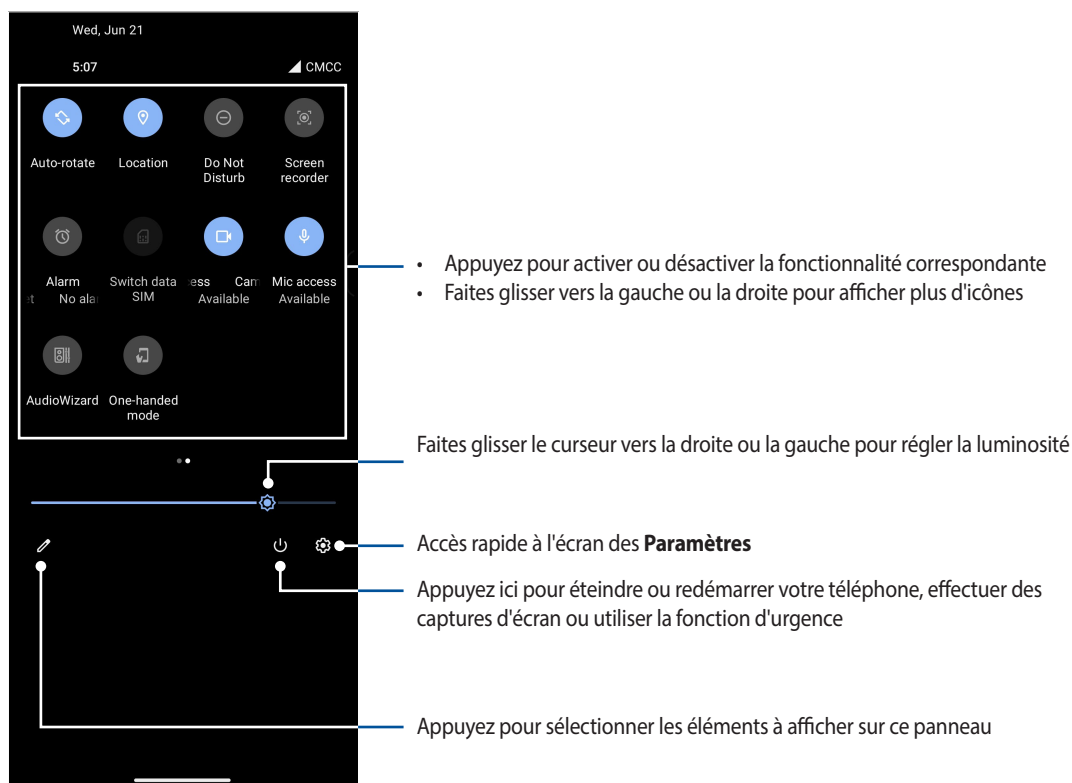 Wed, Jun 21
5:07
CMCC
Auto-rotate
Location
Do Not
Disturb
Screen
recorder
Alarm
No ala
Switch data
SIM
ess Cam
Available
Mic access
Available
AudioWizard
One-handed
mode
• Appuyez pour activer ou désactiver la fonctionnalité correspondante
• Faites glisser vers la gauche ou la droite pour afficher plus d'icônes
Faites glisser le curseur vers la droite ou la gauche pour régler la luminosité
Accès rapide à l'écran des Paramètres
Appuyez ici pour éteindre ou redémarrer votre téléphone, effectuer des
captures d'écran ou utiliser la fonction d'urgence
Appuyez pour sélectionner les éléments à afficher sur ce panneau